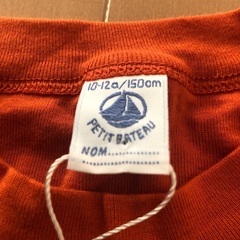 10-12a/150cm
PETIT BATEAU
NOM